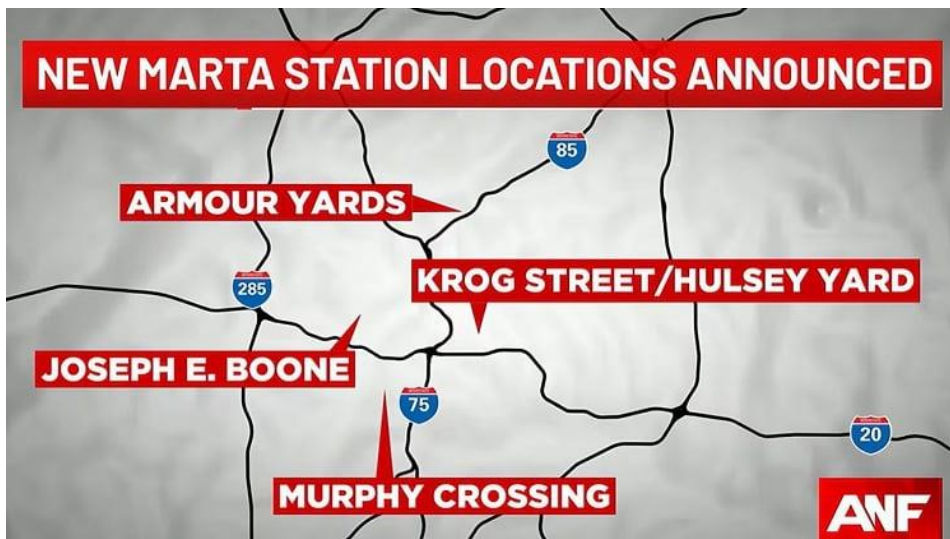 NEW MARTA STATION LOCATIONS ANNOUNCED
85
ARMOUR YARDS
KROG STREET/HULSEY YARD
285
JOSEPH E. BOONE
75
20
MURPHY CROSSING
ANF